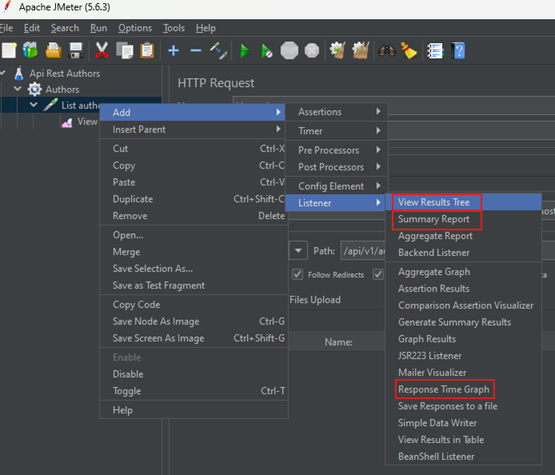 Apache JMeter (5.6.3)
File Edit Search Run Options Tools Help
Api Rest Authors
Authors
List autho
View
HTTP Request
Add
Insert Parent
Cut Ctrl-X
Copy Ctrl-C
Paste Ctrl-V
Duplicate Ctrl+Shift-C
Remove Delete
Open...
Merge
Save Selection As...
Save as Test Fragment
Copy Code
Save Node As Image Ctrl-G
Save Screen As Image Ctrl+Shift-G
Enable
Disable
Toggle Ctrl-T
Help
Assertions
Timer
Pre Processors
Post Processors
Config Element
Listener
View Results Tree
Summary Report
Aggregate Report
Backend Listener
Aggregate Graph
Assertion Results
Comparison Assertion Visualizer
Generate Summary Results
Graph Results
JSR223 Listener
Mailer Visualizer
Response Time Graph
Save Responses to a file
Simple Data Writer
View Results in Table
BeanShell Listener
Path: /api/v1/au
Follow Redirects
Files Upload
Name: